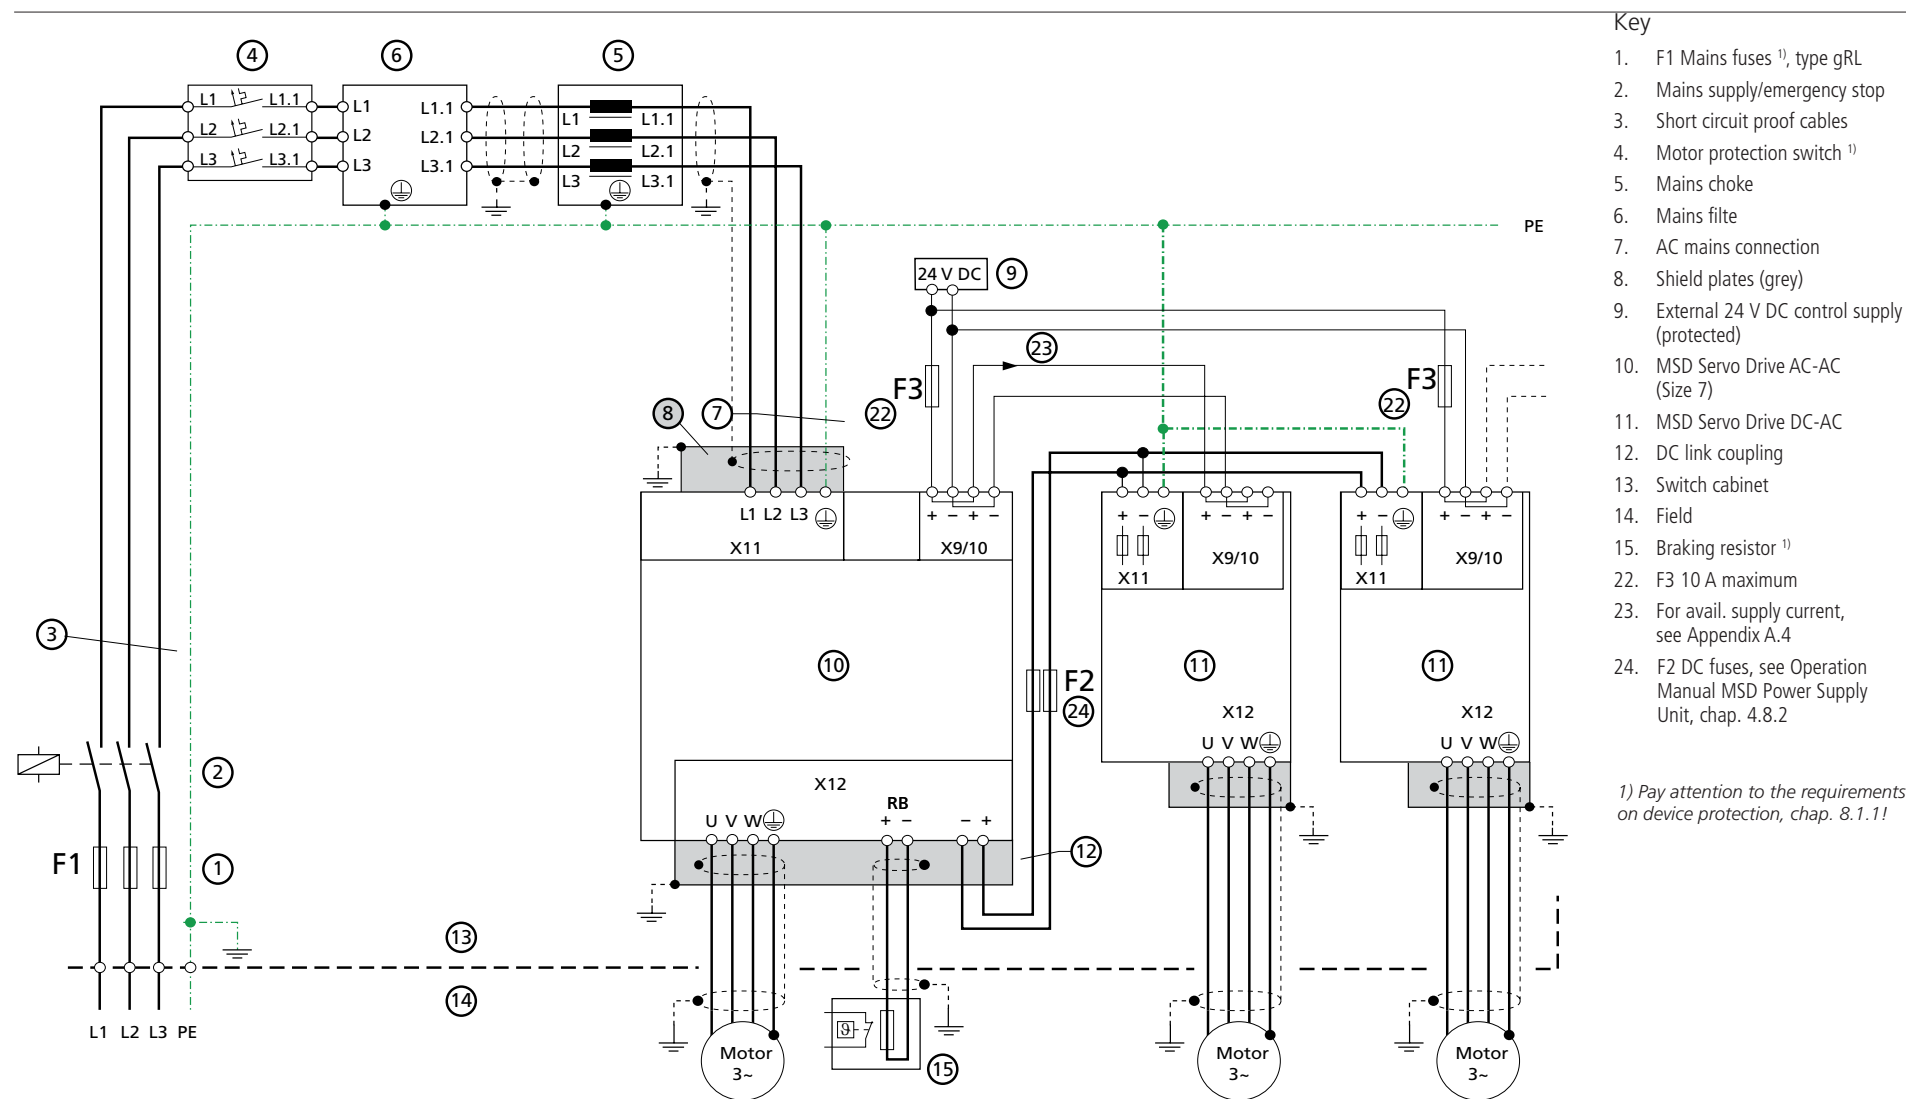 4 6 5
L1 L1.1 L1 L1.1 L1 L1.1
L2 L2.1 L2 L2.1 L2 L2.1
L3 L3.1 L3 L3.1 L3 L3.1
PE
24 V DC 9
23
F3 22
F3 22
8 7
L1 L2 L3
X11
+ − + −
X9/10
+ −
X11
+ − + −
X9/10
+ −
X11
+ − + −
X9/10
3
10
F2
24
11
11
2
X12
U V W
RB
+ −
− +
X12
U V W
X12
U V W
12
F1 1
13
14
L1 L2 L3 PE
Motor
3~
15
ϑ
Motor
3~
Motor
3~
Key
1. F1 Mains fuses 1), type gRL
2. Mains supply/emergency stop
3. Short circuit proof cables
4. Motor protection switch 1)
5. Mains choke
6. Mains filte
7. AC mains connection
8. Shield plates (grey)
9. External 24 V DC control supply
(protected)
10. MSD Servo Drive AC-AC
(Size 7)
11. MSD Servo Drive DC-AC
12. DC link coupling
13. Switch cabinet
14. Field
15. Braking resistor 1)
22. F3 10 A maximum
23. For avail. supply current,
see Appendix A.4
24. F2 DC fuses, see Operation
Manual MSD Power Supply
Unit, chap. 4.8.2
1) Pay attention to the requirements
on device protection, chap. 8.1.1!